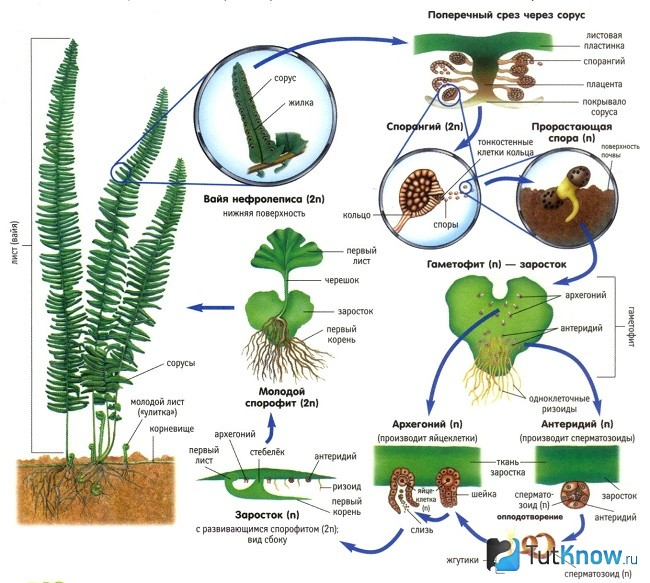 Поперечный срез через сорус
листовая
пластинка
спорангий
плацента
покрывало
соруса
сорус
жилка
Вайя нефролеписа (2n)
нижняя поверхность
Спорангий (2n)
тонкостенные
клетки кольца
кольцо
споры
Прорастающая
спора (n)
поверхность
почвы
лист (вайя)
сорусы
молодой лист
(«улитка»)
корневище
первый
лист
черешок
заросток
первый
корень
Молодой
спорофит (2n)
Гаметофит (n) — заросток
архегоний
антеридий
одноклеточные
ризоиды
гаметофит
Архегоний (n)
(производит яйцеклетки)
Антеридий (n)
(производит сперматозоиды)
ткань
заростка
яйце-
клетка
(n)
шейка
слизь
спермато-
зоид (n)
заросток
антеридий
оплодотворение
жгутики
сперматозоид (n)
архегоний
стебелёк
антеридий
первый
лист
ризоид
первый
корень
Заросток (n)
с развивающимся спорофитом (2n);
вид сбоку
TutKnow.ru